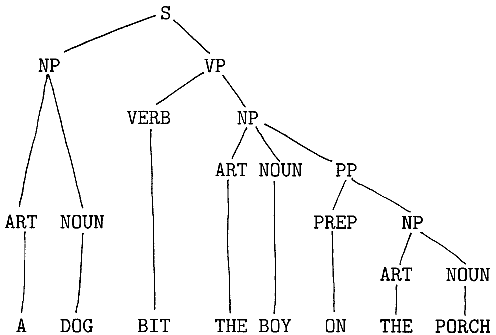 S
NP VP
VERB NP
ART NOUN PP
ART NOUN PREP NP
ART NOUN
A DOG BIT THE BOY ON THE PORCH